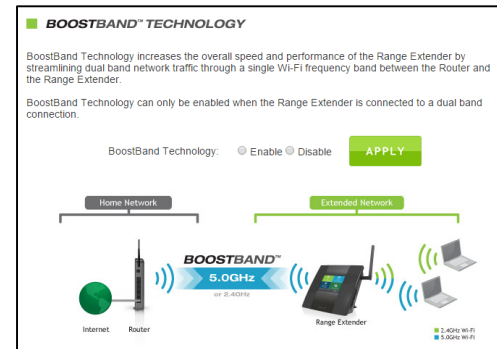 BOOSTBAND™ TECHNOLOGY
BoostBand Technology increases the overall speed and performance of the Range Extender by
streamlining dual band network traffic through a single Wi-Fi frequency band between the Router and
the Range Extender.
BoostBand Technology can only be enabled when the Range Extender is connected to a dual band
connection.
BoostBand Technology: Enable Disable APPLY
Home Network Extended Network
BOOSTBAND™
5.0GHz
or 2.4GHz
Internet Router Range Extender
2.4GHz Wi-Fi
5.0GHz Wi-Fi